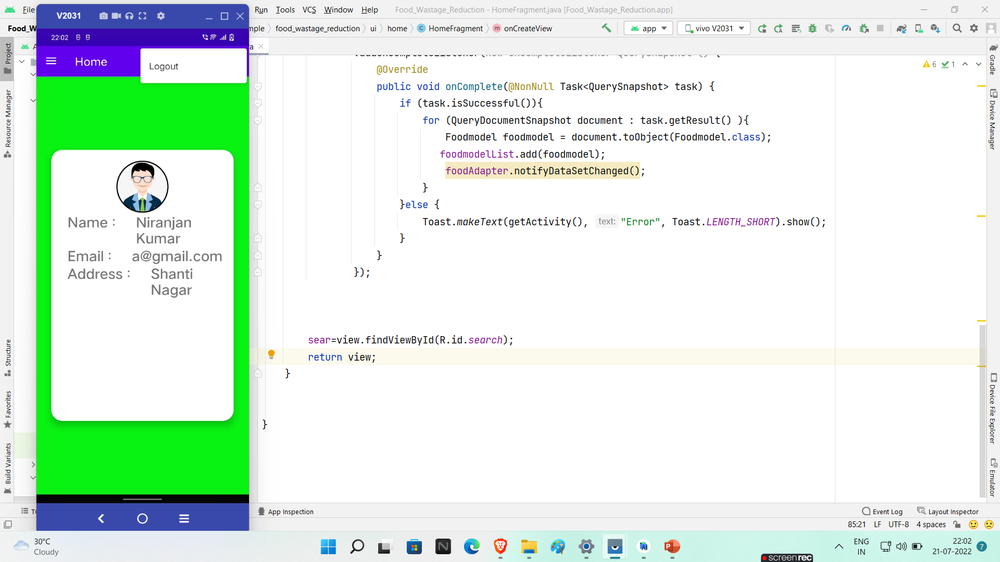 File
Run Tools VCS Window Help
Food_Wastage_Reduction - HomeFragment.java [Food_Wastage_Reduction.app]
V2031
Food_Wa
mple food_wastage_reduction ui home HomeFragment onCreateView
app
vivo V2031
22:02
Home
Logout
Name : Niranjan
Kumar
Email : a@gmail.com
Address : Shanti
Nagar
Project
Resource Manager
Structure
Favorites
Build Variants
6 1
@Override
public void onComplete(@NonNull Task<QuerySnapshot> task) {
if (task.isSuccessful()){
for (QueryDocumentSnapshot document : task.getResult() ){
Foodmodel foodmodel = document.toObject(Foodmodel.class);
foodmodelList.add(foodmodel);
foodAdapter.notifyDataSetChanged();
}
}else {
Toast.makeText(getActivity(), text: "Error", Toast.LENGTH_SHORT).show();
}
}
});
sear=view.findViewById(R.id.search);
return view;
}
}
Gradle
Device Manager
Device File Explorer
Emulator
App Inspection
Event Log
Layout Inspector
85:21 LF UTF-8 4 spaces
30°C
Cloudy
ENG
IN
22:02
21-07-2022
7
screenrec